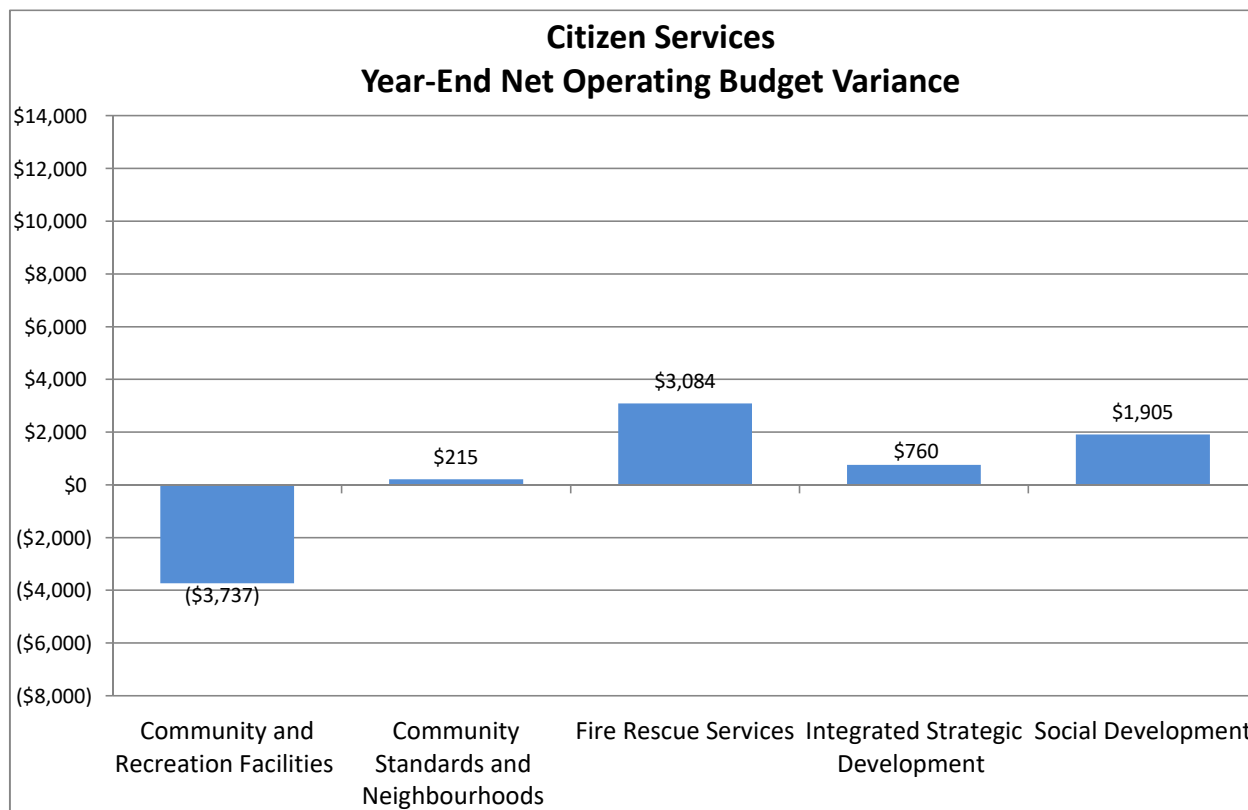 Citizen Services
Year-End Net Operating Budget Variance
$14,000
$12,000
$10,000
$8,000
$6,000
$4,000
$2,000
$0
($2,000)
($4,000)
($6,000)
($8,000)
($3,737)
$215
$3,084
$760
$1,905
Community and
Recreation Facilities
Community
Standards and
Neighbourhoods
Fire Rescue Services
Integrated Strategic
Development
Social Development